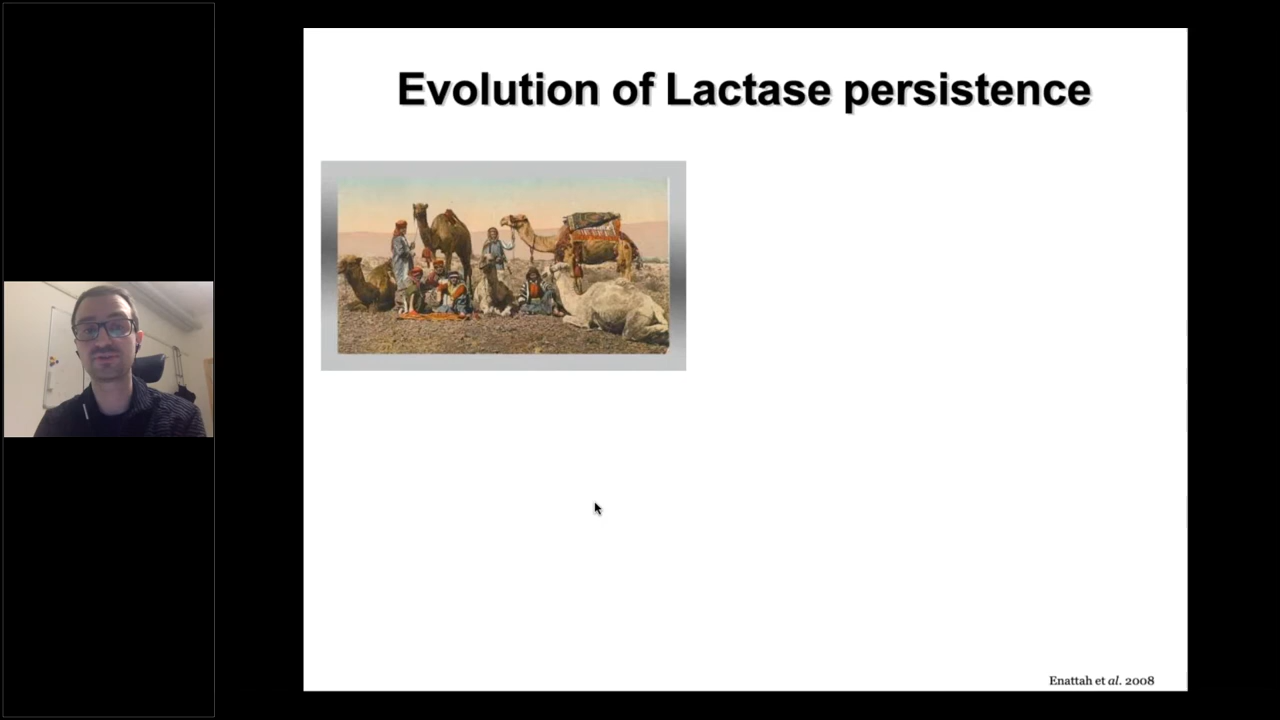 Evolution of Lactase persistence
Enattah et al. 2008